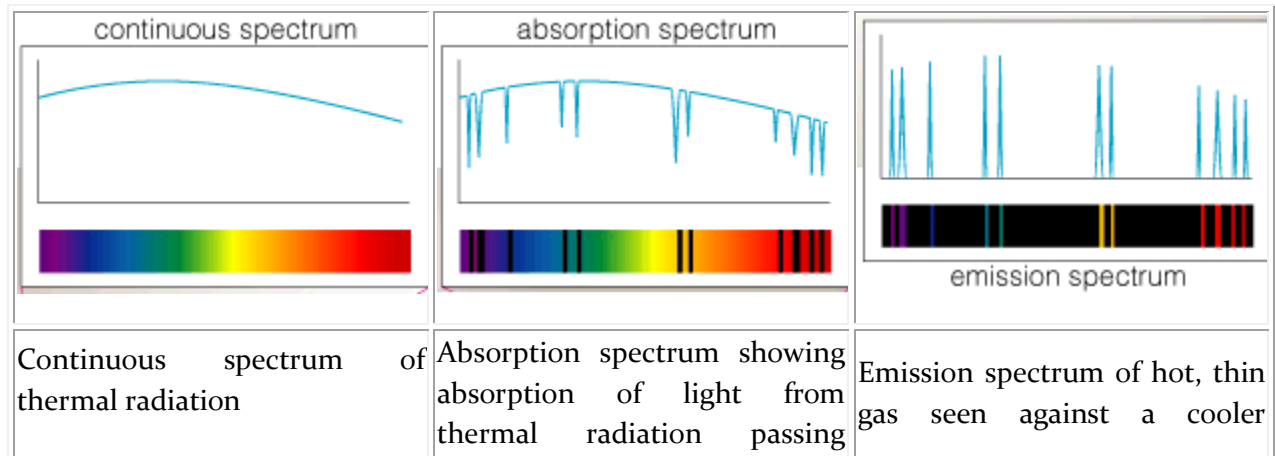 continuous spectrum
absorption spectrum
emission spectrum
Continuous spectrum of
thermal radiation
Absorption spectrum showing
absorption of light from
thermal radiation passing
Emission spectrum of hot, thin
gas seen against a cooler